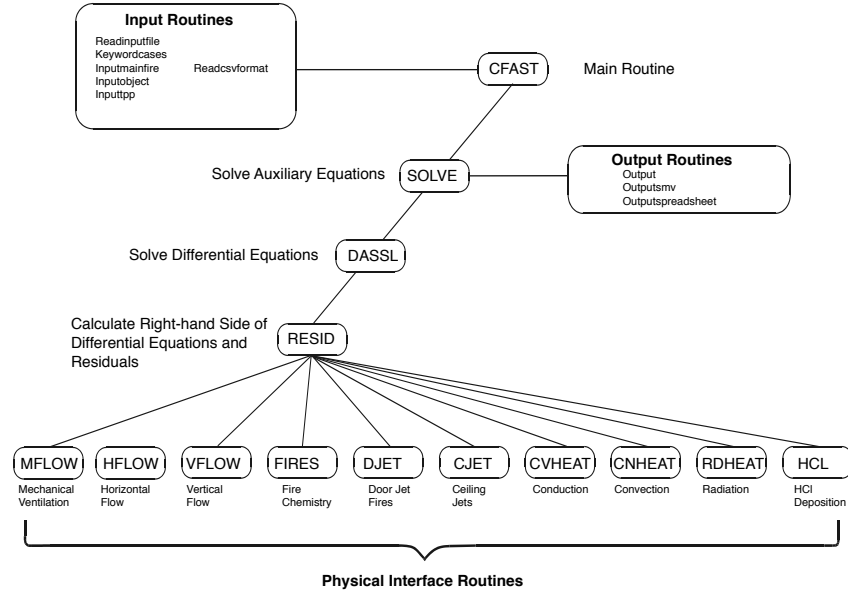 Input Routines
Readinputfile
Keywordcases
Inputmainfire Readcsvformat
Inputobject
Inputtpp
CFAST
Main Routine
Solve Auxiliary Equations
SOLVE
Output Routines
Output
Outputsmv
Outputspreadsheet
Solve Differential Equations
DASSL
Calculate Right-hand Side of
Differential Equations and
Residuals
RESID
MFLOW HFLOW VFLOW FIRES DJET CJET CVHEAT CNHEAT RDHEAT HCL
Mechanical Horizontal Vertical Fire Door Jet Ceiling Conduction Convection Radiation HCl
Ventilation Flow Flow Chemistry Fires Jets Deposition
Physical Interface Routines